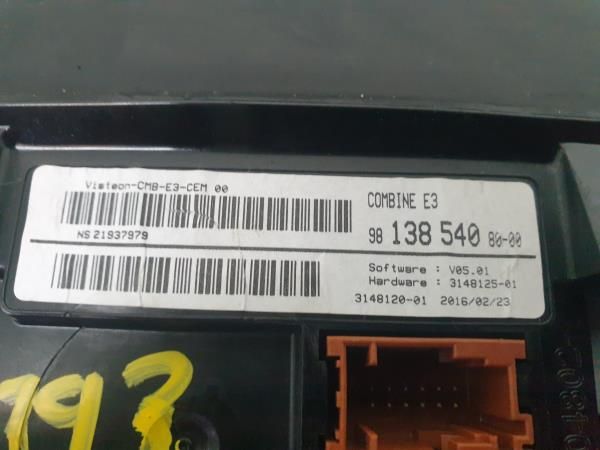 Visteon-CMB-E3-CEM 00
NS 21937979
COMBINE E3
98 138 540 80-00
Software : V05.01
Hardware : 3148125-01
3148120-01 2016/02/23